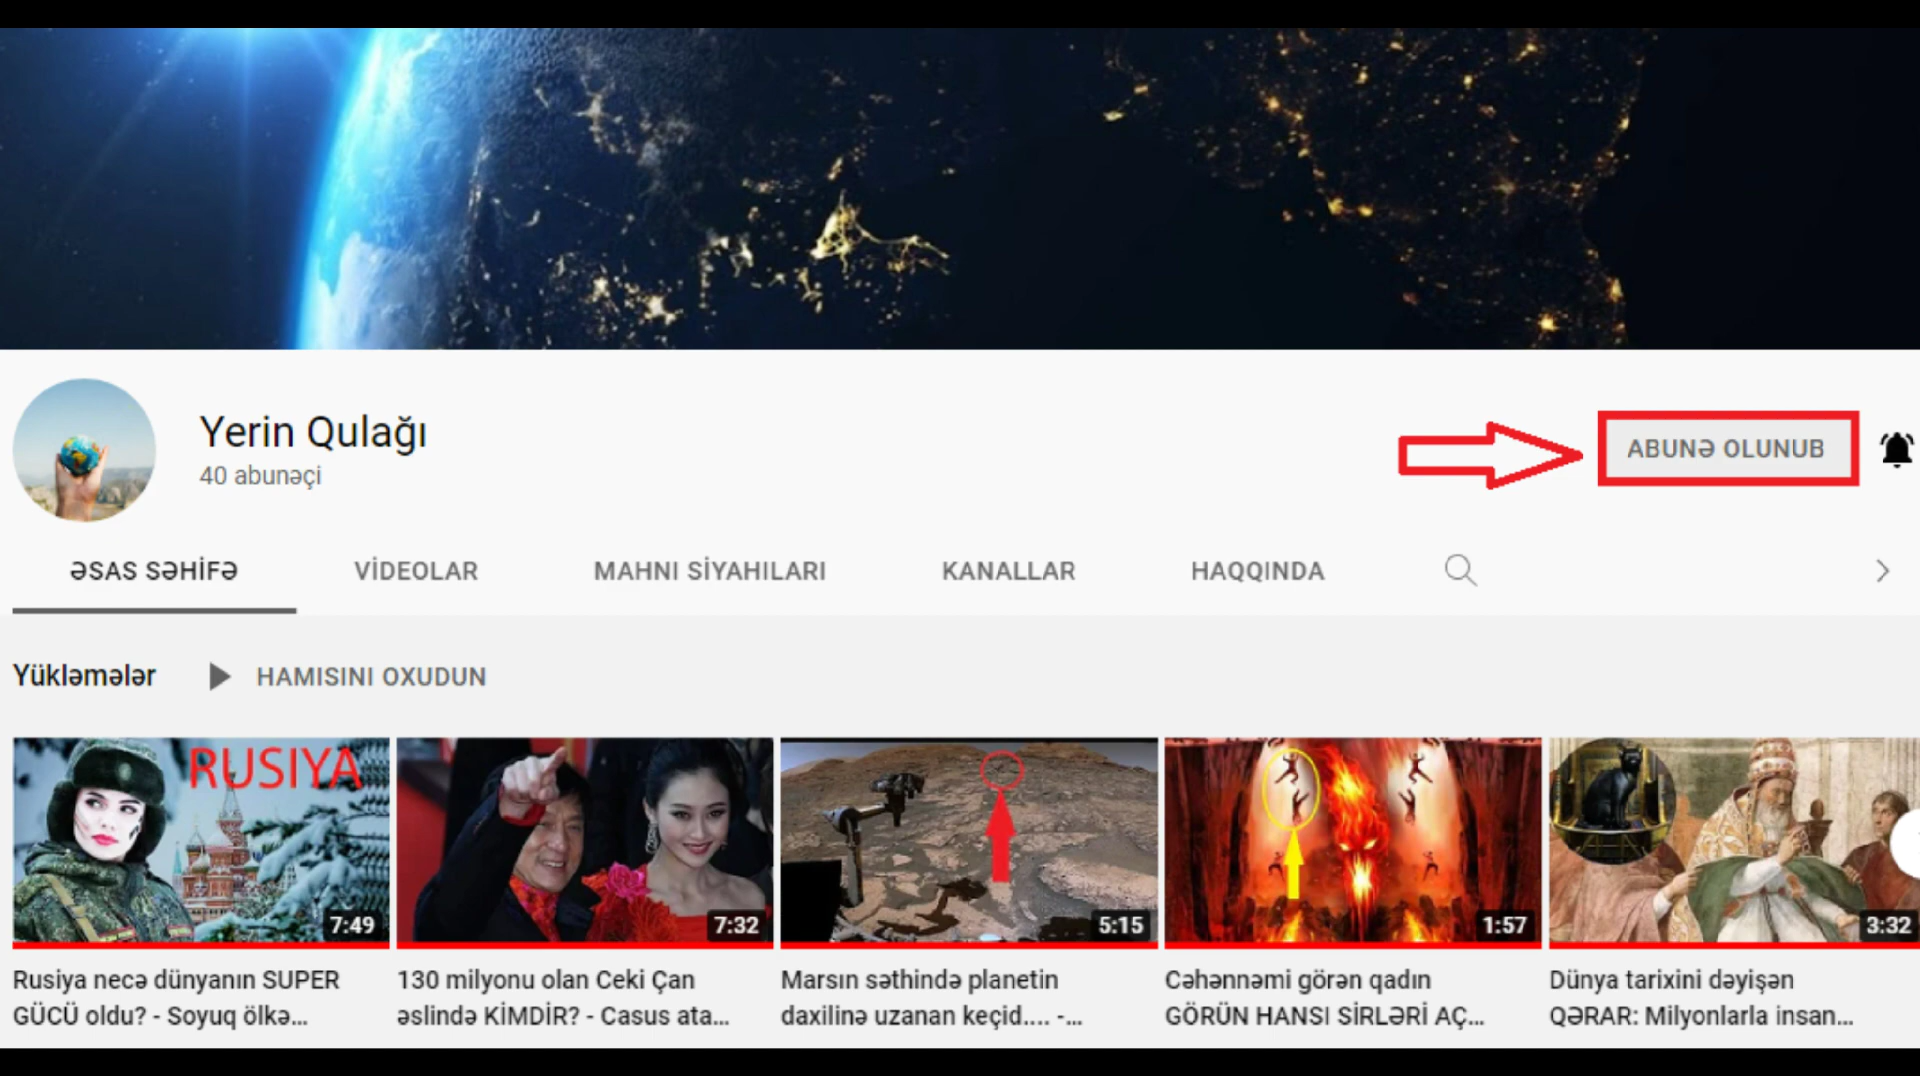 Yerin Qulağı
40 abunəçi
ABUNƏ OLUNUB
ƏSAS SƏHİFƏ
VİDEOLAR
MAHNI SİYAHILARI
KANALLAR
HAQQINDA
Yükləmələr
HAMISINI OXUDUN
RUSIYA
7:49
7:32
5:15
1:57
3:32
Rusiya necə dünyanın SUPER
GÜCÜ oldu? - Soyuq ölkə...
130 milyonu olan Ceki Çan
əslində KİMDİR? - Casus ata...
Marsın səthində planetin
daxilinə uzanan keçid.... -...
Cəhənnəmi görən qadın
GÖRÜN HANSI SİRLƏRİ AÇ...
Dünya tarixini dəyişən
QƏRAR: Milyonlarla insan...